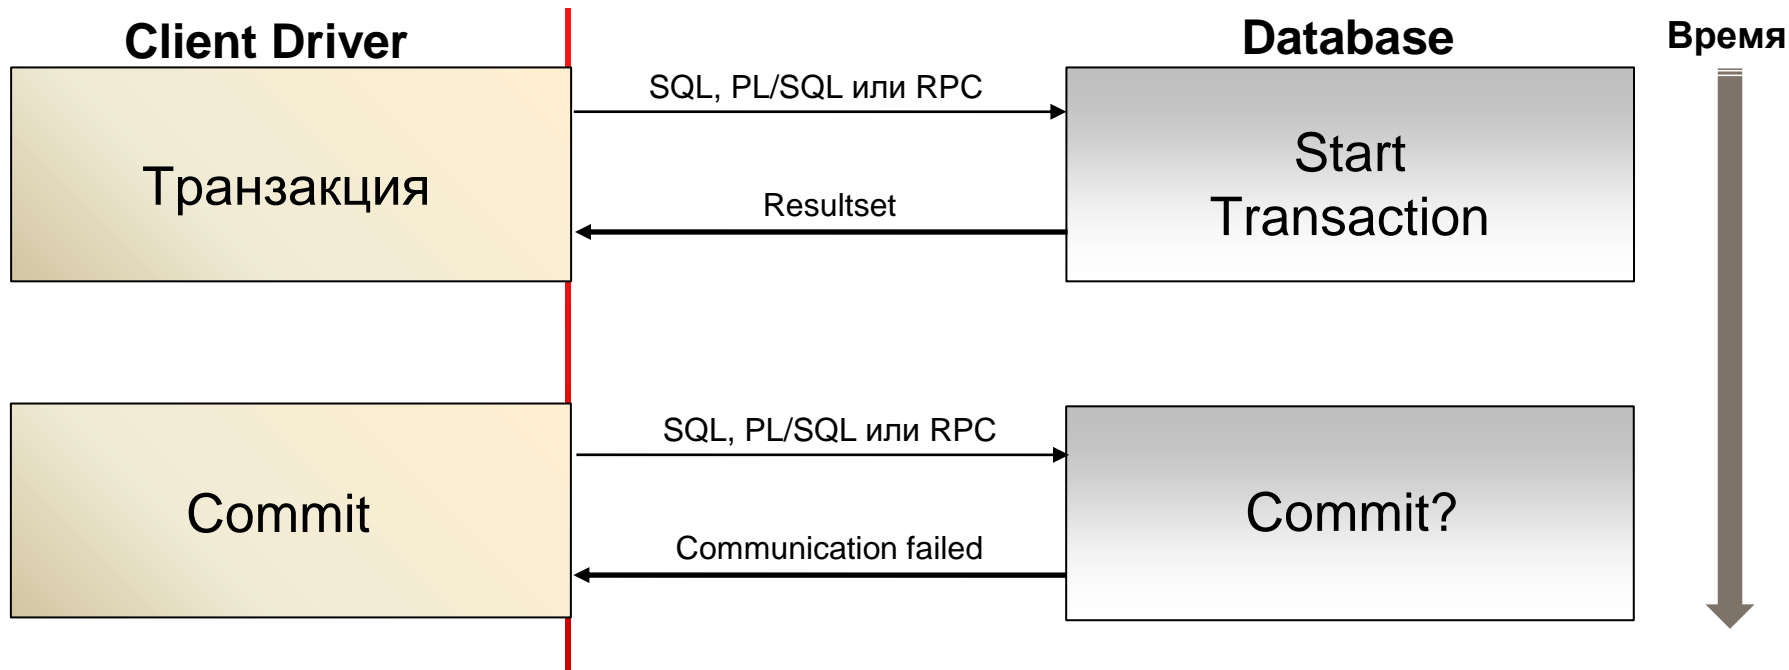 Client Driver
Database
Время
SQL, PL/SQL или RPC
Транзакция
Start
Transaction
Resultset
SQL, PL/SQL или RPC
Commit
Commit?
Communication failed